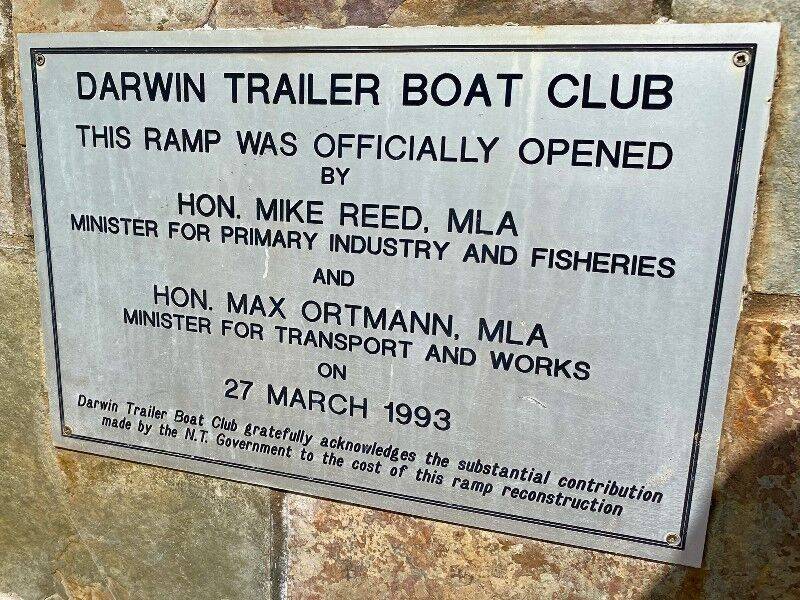 DARWIN TRAILER BOAT CLUB
THIS RAMP WAS OFFICIALLY OPENED
BY
HON. MIKE REED, MLA
MINISTER FOR PRIMARY INDUSTRY AND FISHERIES
AND
HON. MAX ORTMANN, MLA
MINISTER FOR TRANSPORT AND WORKS
ON
27 MARCH 1993
Darwin Trailer Boat Club gratefully acknowledges the substantial contribution
made by the N.T. Government to the cost of this ramp reconstruction